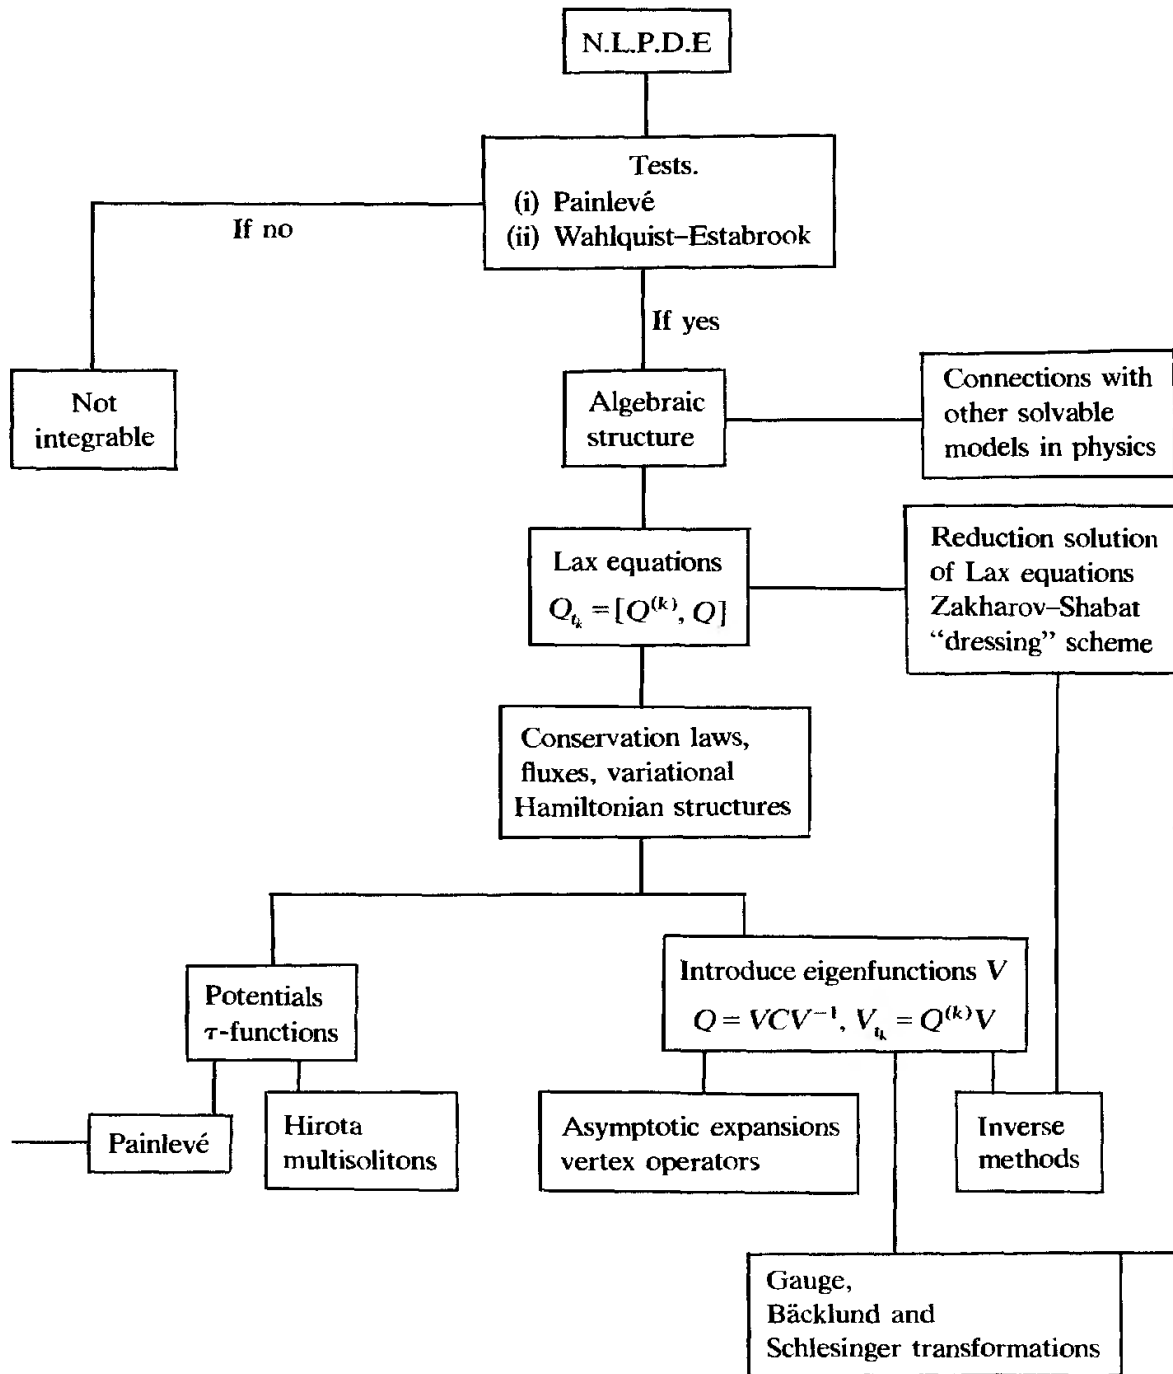 N.L.P.D.E
Tests.
(i) Painlevé
(ii) Wahlquist–Estabrook
If no
If yes
Not
integrable
Algebraic
structure
Connections with
other solvable
models in physics
Lax equations
Q_{t_k} = [Q^{(k)}, Q]
Reduction solution
of Lax equations
Zakharov–Shabat
“dressing” scheme
Conservation laws,
fluxes, variational
Hamiltonian structures
Potentials
τ-functions
Introduce eigenfunctions V
Q = VCV^{−1}, V_{t_k} = Q^{(k)}V
Painlevé
Hirota
multisolitons
Asymptotic expansions
vertex operators
Inverse
methods
Gauge,
Bäcklund and
Schlesinger transformations